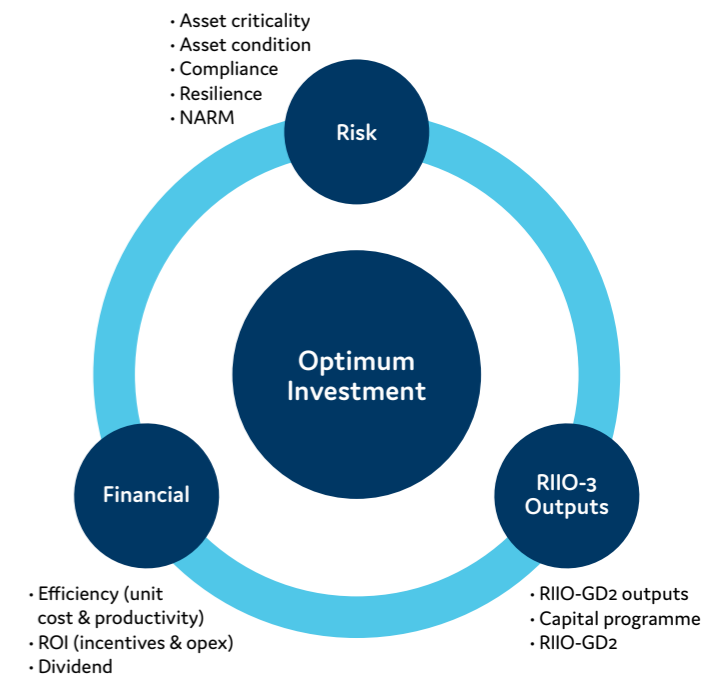 · Asset criticality
· Asset condition
· Compliance
· Resilience
· NARM
Risk
Optimum
Investment
Financial
RIIO-3
Outputs
· Efficiency (unit
cost & productivity)
· ROI (incentives & opex)
· Dividend
· RIIO-GD2 outputs
· Capital programme
· RIIO-GD2